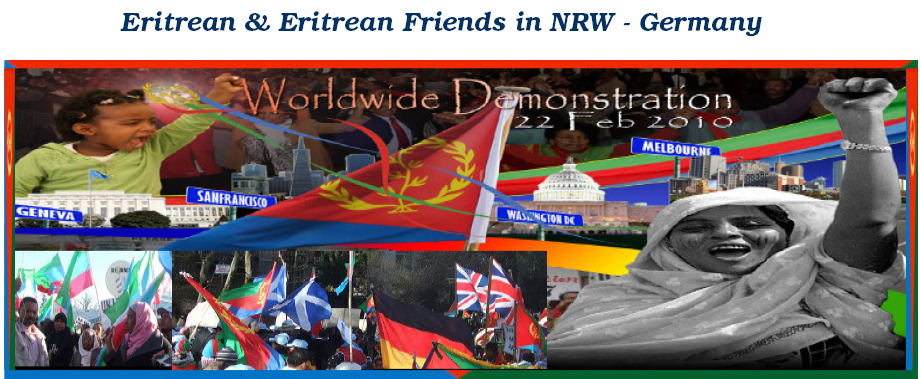 Eritrean & Eritrean Friends in NRW - Germany
Worldwide Demonstration
22 Feb 2010
MELBOURNE
SANFRANCISCO
GENEVA
WASHINGTON DC